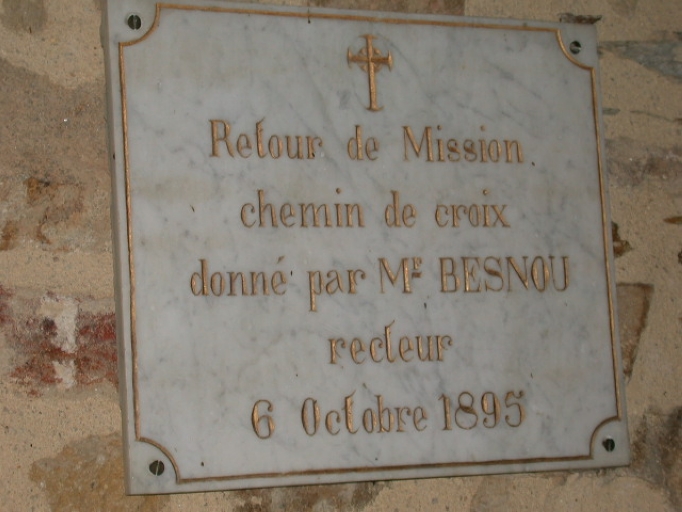 Retour de Mission
chemin de croix
donné par Mr BESNOU
recteur
6 Octobre 1895